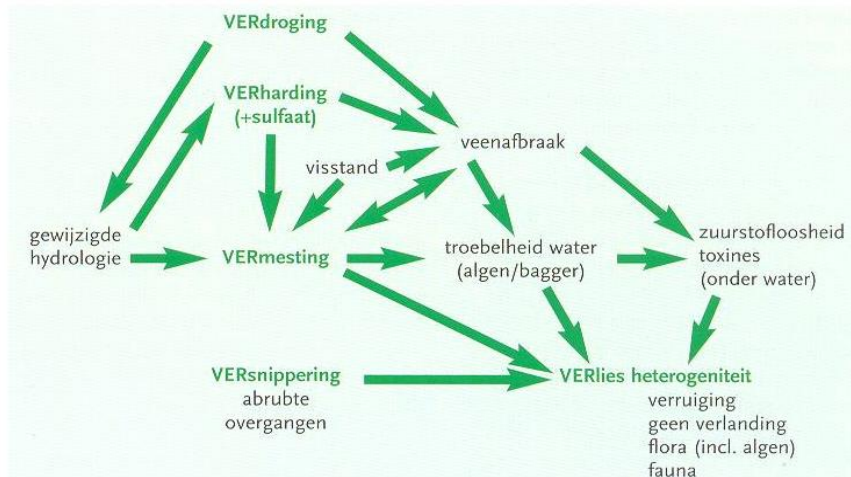 VERdroging
VERharding
(+sulfaat)
veenafbraak
visstand
gewijzigde
hydrologie
VERmesting
troebelheid water
(algen/bagger)
zuurstofloosheid
toxines
(onder water)
VERsnippering
abrubte
overgangen
VERlies heterogeniteit
verruiging
geen verlanding
flora (incl. algen)
fauna